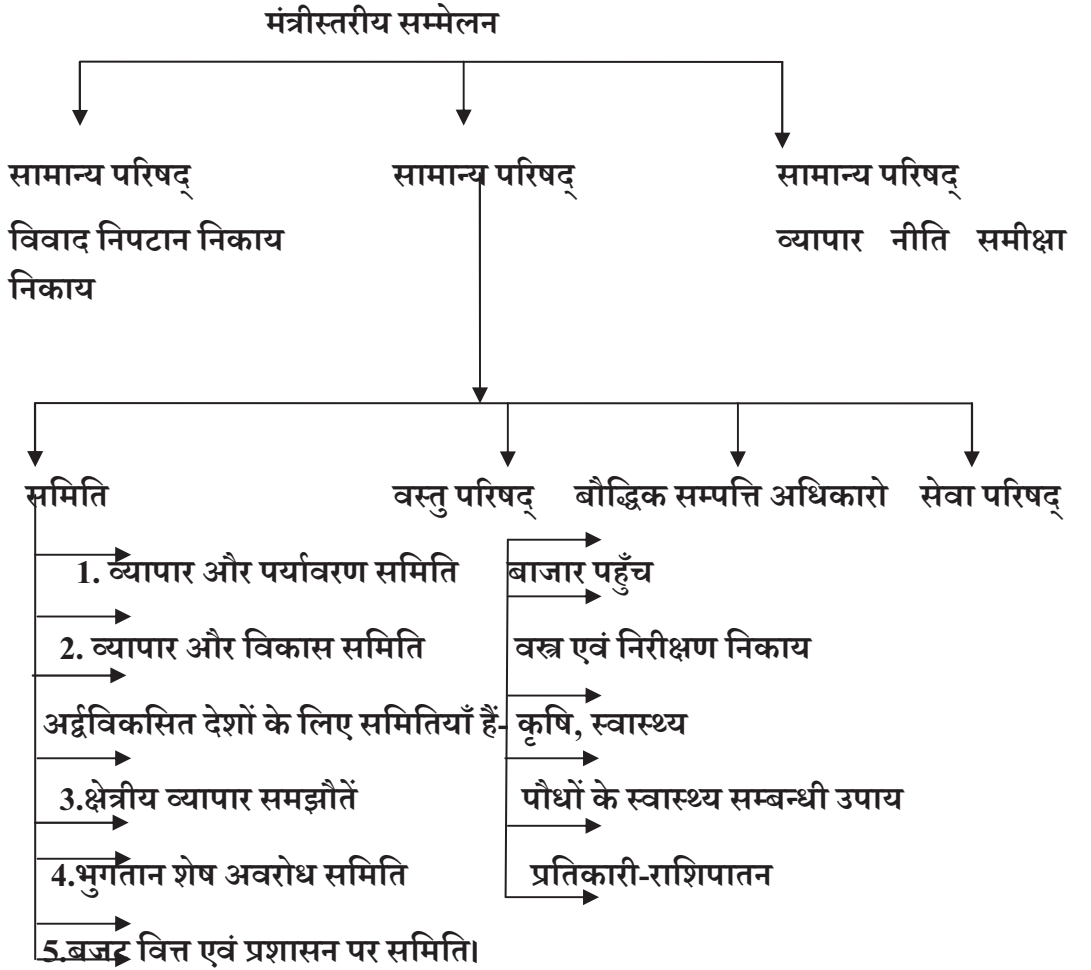 मंत्रीस्तरीय सम्मेलन
सामान्य परिषद् सामान्य परिषद् सामान्य परिषद्
विवाद निपटान निकाय व्यापार नीति समीक्षा
निकाय
समिति वस्तु परिषद् बौद्धिक सम्पत्ति अधिकारो सेवा परिषद्
1. व्यापार और पर्यावरण समिति बाजार पहुँच
2. व्यापार और विकास समिति वस्त्र एवं निरीक्षण निकाय
अर्द्वविकसित देशों के लिए समितियाँ हैं- कृषि, स्वास्थ्य
3.क्षेत्रीय व्यापार समझौतें पौधों के स्वास्थ्य सम्बन्धी उपाय
4.भुगतान शेष अवरोध समिति प्रतिकारी-राशिपातन
5.बजट वित्त एवं प्रशासन पर समिति।